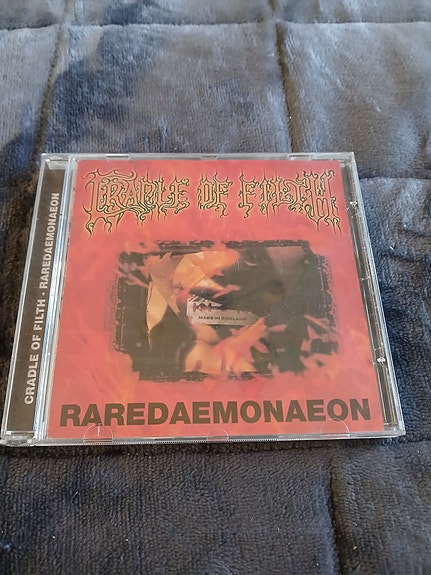 CRADLE OF FILTH - RAREDAEMONAEON
CRADLE OF FILTH
MADE IN ENGLAND
RAREDAEMONAEON